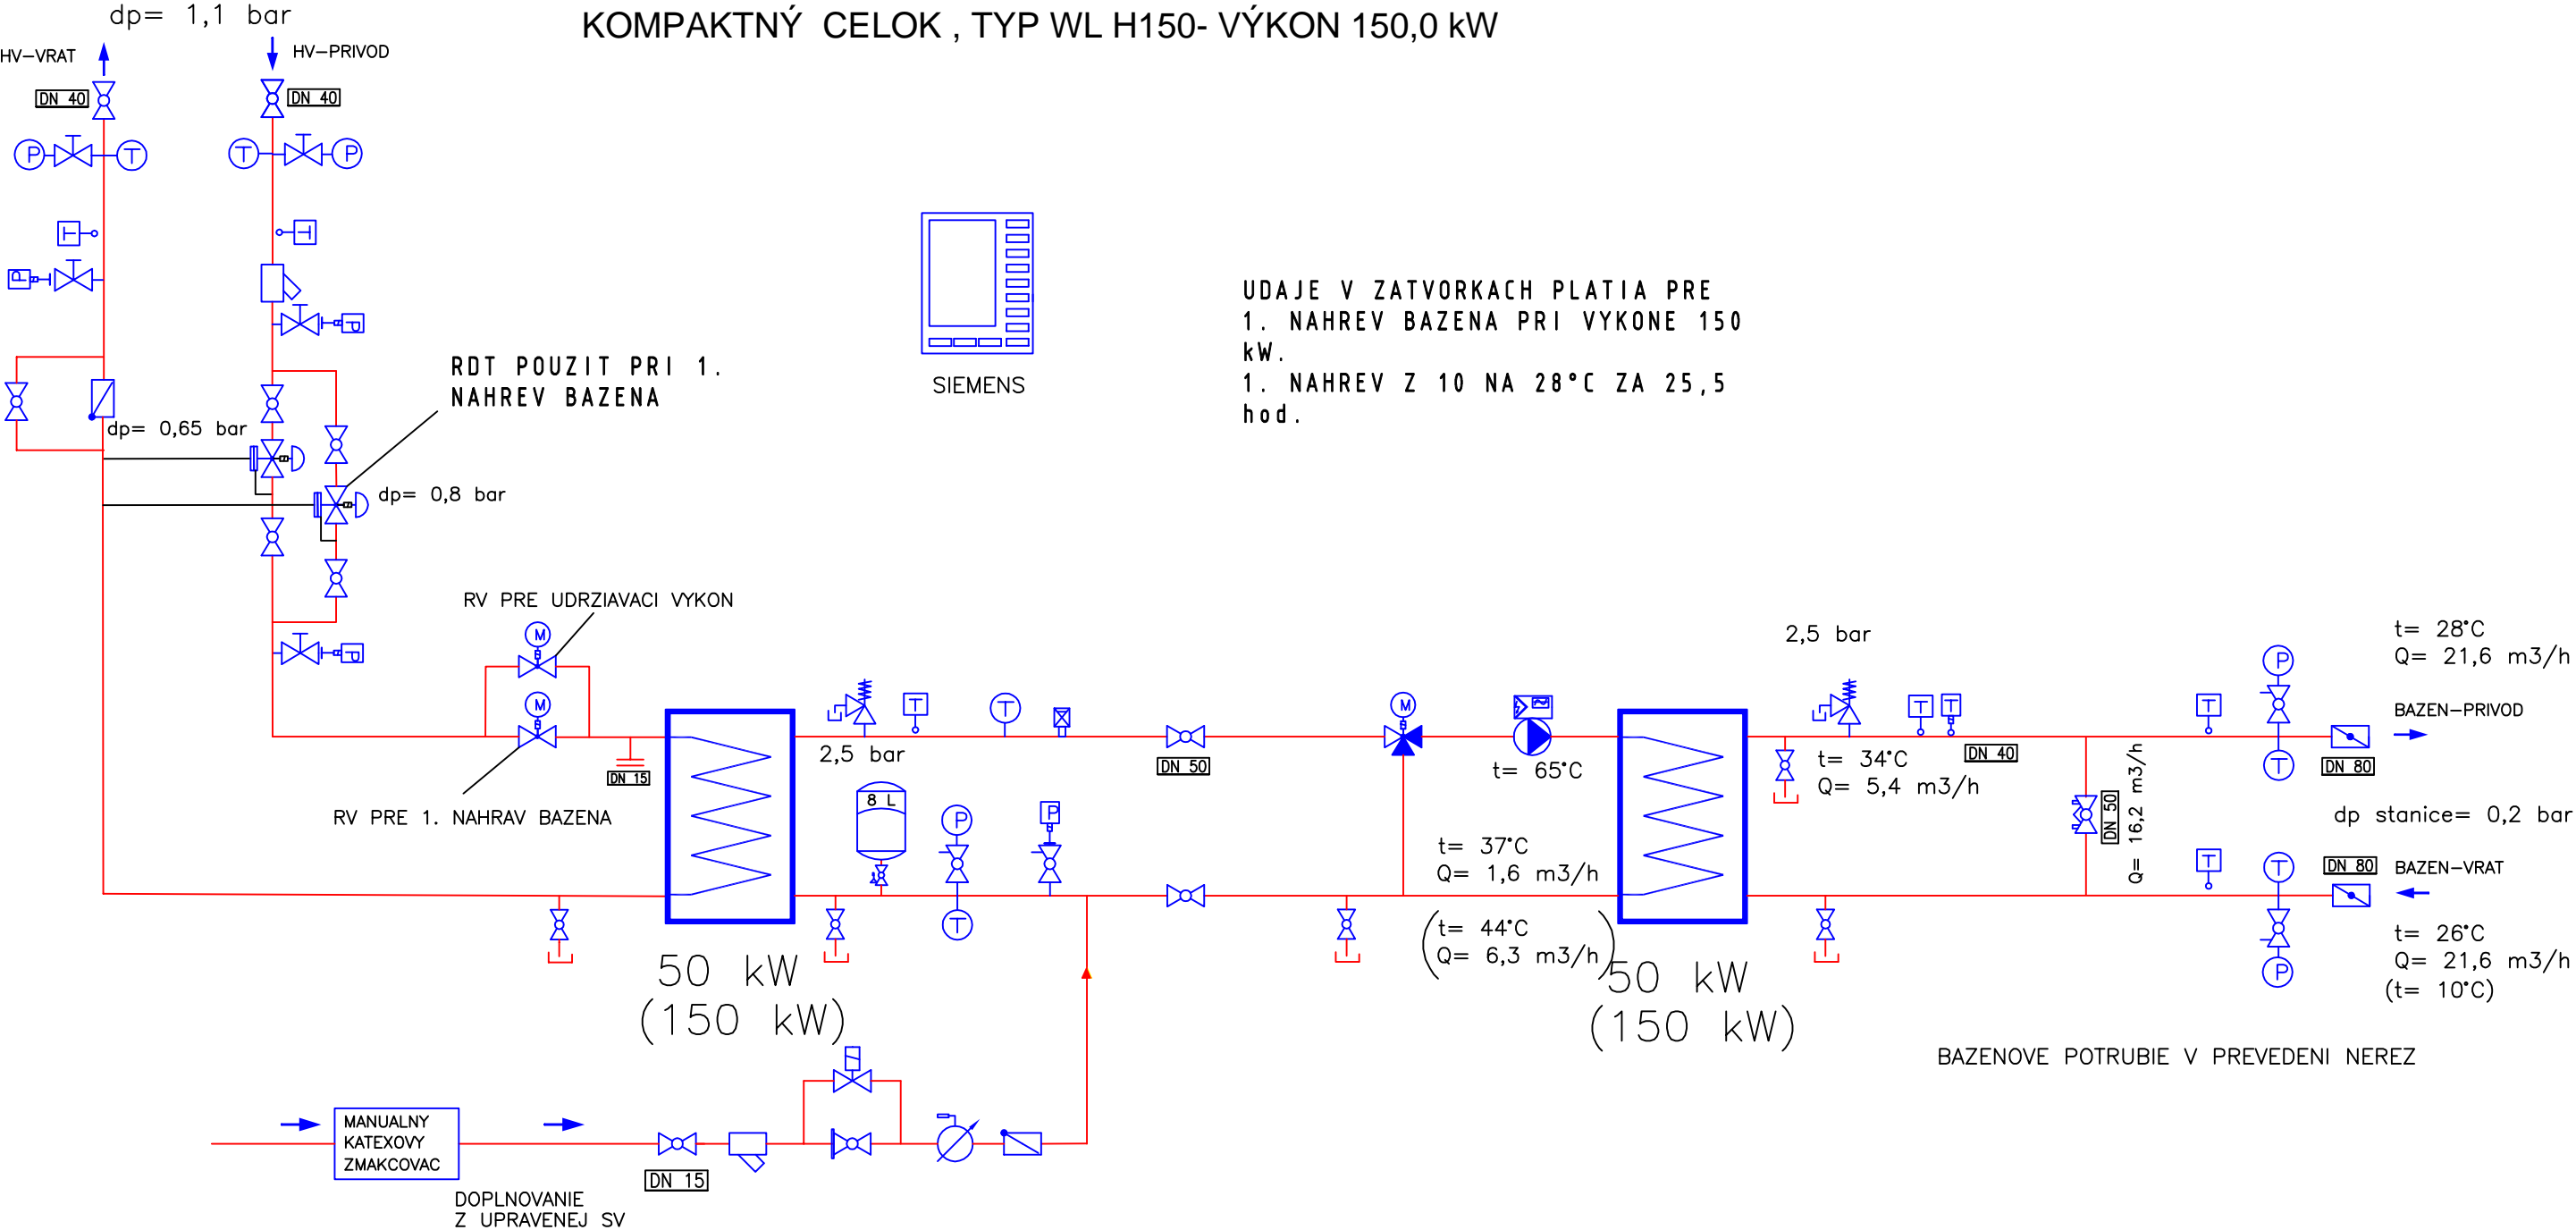 dp= 1,1 bar
KOMPAKTNÝ CELOK , TYP WL H150- VÝKON 150,0 kW
HV-VRAT
HV-PRIVOD
DN 40
DN 40
P
T
T
P
T
T
P
P
SIEMENS
UDAJE V ZATVORKACH PLATIA PRE
1. NAHREV BAZENA PRI VYKONE 150
kW.
1. NAHREV Z 10 NA 28°C ZA 25,5
hod.
RDT POUZIT PRI 1.
NAHREV BAZENA
dp= 0,65 bar
dp= 0,8 bar
RV PRE UDRZIAVACI VYKON
M
P
M
RV PRE 1. NAHRAV BAZENA
DN 15
2,5 bar
T
T
8 L
P
P
T
DN 50
M
t= 65°C
t= 37°C
Q= 1,6 m3/h
(t= 44°C
Q= 6,3 m3/h)
50 kW
(150 kW)
50 kW
(150 kW)
2,5 bar
T
T
t= 34°C
Q= 5,4 m3/h
DN 40
Q= 16,2 m3/h
DN 50
T
P
T
t= 28°C
Q= 21,6 m3/h
BAZEN-PRIVOD
DN 80
dp stanice= 0,2 bar
T
T
P
DN 80
BAZEN-VRAT
t= 26°C
Q= 21,6 m3/h
(t= 10°C)
BAZENOVE POTRUBIE V PREVEDENI NEREZ
MANUALNY
KATEXOVY
ZMAKCOVAC
DN 15
DOPLNOVANIE
Z UPRAVENEJ SV